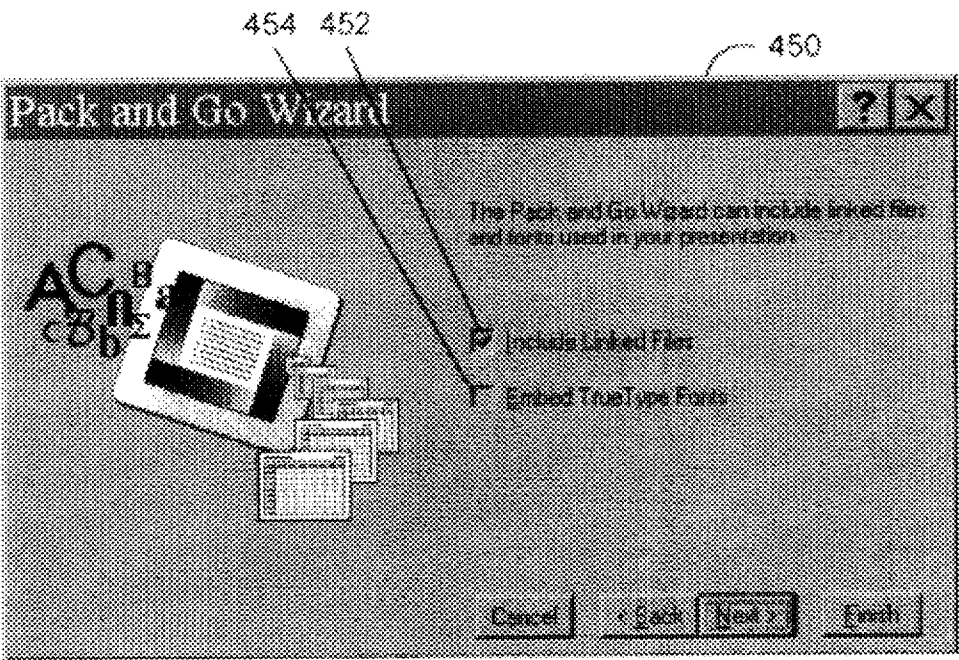 454 452
450
Pack and Go Wizard
? X
The Pack and Go Wizard can include linked files
and fonts used in your presentation.
Include Linked Files
Embed TrueType Fonts
Cancel < Back Next > Finish